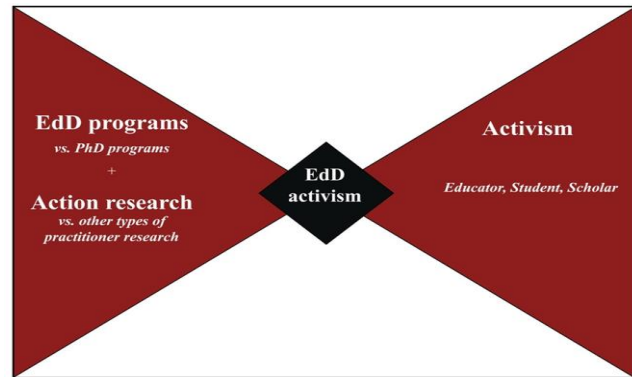 EdD programs
vs. PhD programs
+
Action research
vs. other types of
practitioner research
EdD
activism
Activism
Educator, Student, Scholar